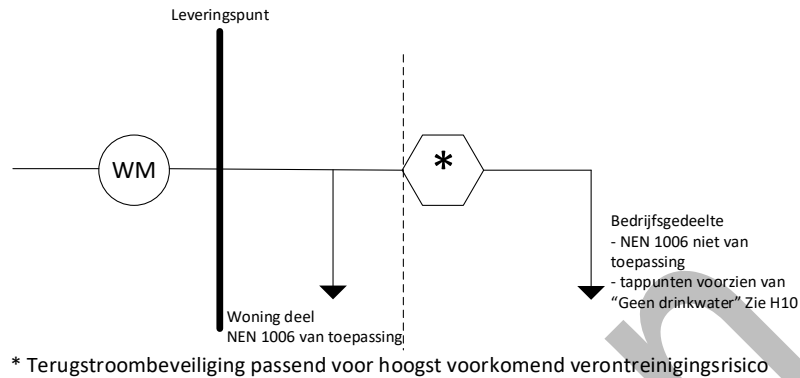 Leveringspunt
WM
*
Woning deel
NEN 1006 van toepassing
Bedrijfsgedeelte
- NEN 1006 niet van
toepassing
- tappunten voorzien van
“Geen drinkwater” Zie H10
* Terugstroombeveiliging passend voor hoogst voorkomend verontreinigingsrisico